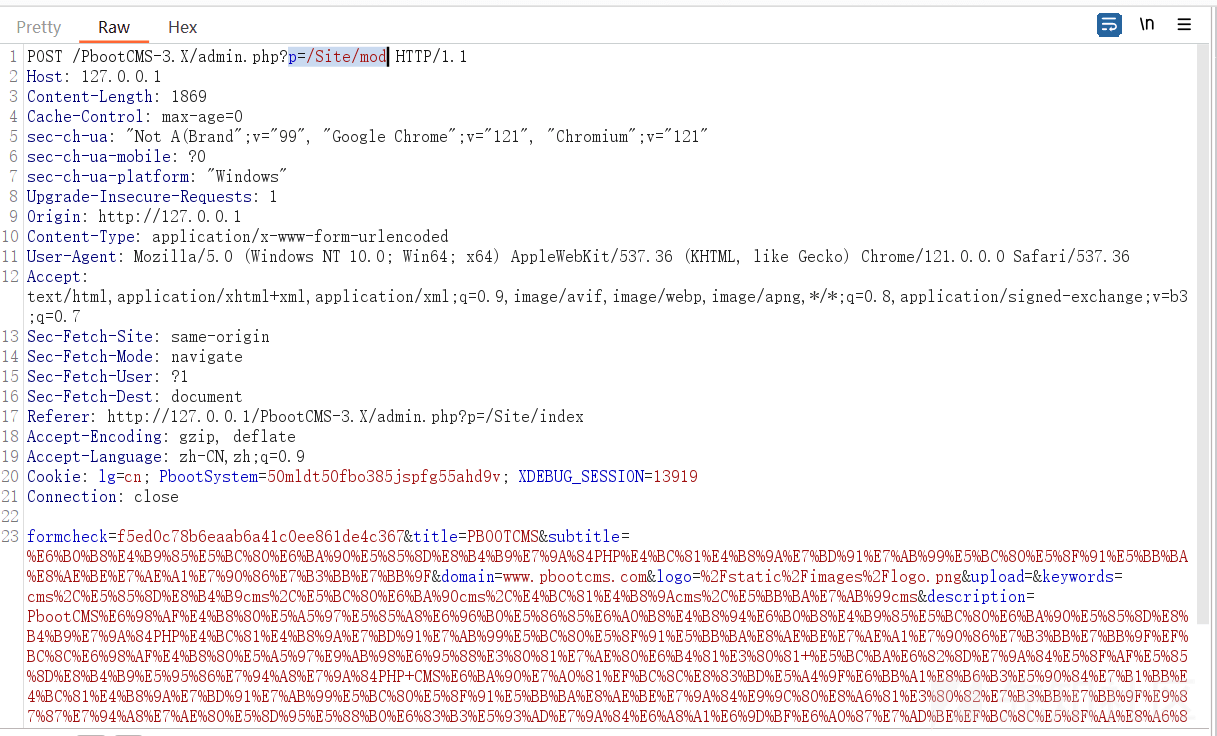 Pretty Raw Hex \n
1 POST /PbootCMS-3.X/admin.php?p=/Site/mod HTTP/1.1
2 Host: 127.0.0.1
3 Content-Length: 1869
4 Cache-Control: max-age=0
5 sec-ch-ua: "Not A(Brand";v="99", "Google Chrome";v="121", "Chromium";v="121"
6 sec-ch-ua-mobile: ?0
7 sec-ch-ua-platform: "Windows"
8 Upgrade-Insecure-Requests: 1
9 Origin: http://127.0.0.1
10 Content-Type: application/x-www-form-urlencoded
11 User-Agent: Mozilla/5.0 (Windows NT 10.0; Win64; x64) AppleWebKit/537.36 (KHTML, like Gecko) Chrome/121.0.0.0 Safari/537.36
12 Accept:
text/html,application/xhtml+xml,application/xml;q=0.9,image/avif,image/webp,image/apng,*/*;q=0.8,application/signed-exchange;v=b3
;q=0.7
13 Sec-Fetch-Site: same-origin
14 Sec-Fetch-Mode: navigate
15 Sec-Fetch-User: ?1
16 Sec-Fetch-Dest: document
17 Referer: http://127.0.0.1/PbootCMS-3.X/admin.php?p=/Site/index
18 Accept-Encoding: gzip, deflate
19 Accept-Language: zh-CN,zh;q=0.9
20 Cookie: lg=cn; PbootSystem=50mldt50fbo385jspfg55ahd9v; XDEBUG_SESSION=13919
21 Connection: close
22
23 formcheck=f5ed0c78b6eaab6a41c0ee861de4c367&title=PBOOTCMS&subtitle=
%E6%B0%B8%E4%B9%85%E5%BC%80%E6%BA%90%E5%85%8D%E8%B4%B9%E7%9A%84PHP%E4%BC%81%E4%B8%9A%E7%BD%91%E7%AB%99%E5%BC%80%E5%8F%91%E5%BB%BA
%E8%AE%BE%E7%AE%A1%E7%90%86%E7%B3%BB%E7%BB%9F&domain=www.pbootcms.com&logo=%2Fstatic%2Fimages%2Flogo.png&upload=&keywords=
cms%2C%E5%85%8D%E8%B4%B9cms%2C%E5%BC%80%E6%BA%90cms%2C%E4%BC%81%E4%B8%9Acms%2C%E5%BB%BA%E7%AB%99cms&description=
PbootCMS%E6%98%AF%E4%B8%80%E5%A5%97%E5%85%A8%E6%96%B0%E5%86%85%E6%A0%B8%E4%B8%94%E6%B0%B8%E4%B9%85%E5%BC%80%E6%BA%90%E5%85%8D%E8%
B4%B9%E7%9A%84PHP%E4%BC%81%E4%B8%9A%E7%BD%91%E7%AB%99%E5%BC%80%E5%8F%91%E5%BB%BA%E8%AE%BE%E7%AE%A1%E7%90%86%E7%B3%BB%E7%BB%9F%EF%
BC%8C%E6%98%AF%E4%B8%80%E5%A5%97%E9%AB%98%E6%95%88%E3%80%81%E7%AE%80%E6%B4%81%E3%80%81+%E5%BC%BA%E6%82%8D%E7%9A%84%E5%8F%AF%E5%85
%8D%E8%B4%B9%E5%95%86%E7%94%A8%E7%9A%84PHP+CMS%E6%BA%90%E7%A0%81%EF%BC%8C%E8%83%BD%E5%A4%9F%E6%BB%A1%E8%B6%B3%E5%90%84%E7%B1%BB%E
4%BC%81%E4%B8%9A%E7%BD%91%E7%AB%99%E5%BC%80%E5%8F%91%E5%BB%BA%E8%AE%BE%E7%9A%84%E9%9C%80%E8%A6%81%E3%80%82%E7%B3%BB%E7%BB%9F%E9%8
7%87%E7%94%A8%E7%AE%80%E5%8D%95%E5%88%B0%E6%83%B3%E5%93%AD%E7%9A%84%E6%A8%A1%E6%9D%BF%E6%A0%87%E7%AD%BE%EF%BC%8C%E5%8F%AA%E8%A6%8